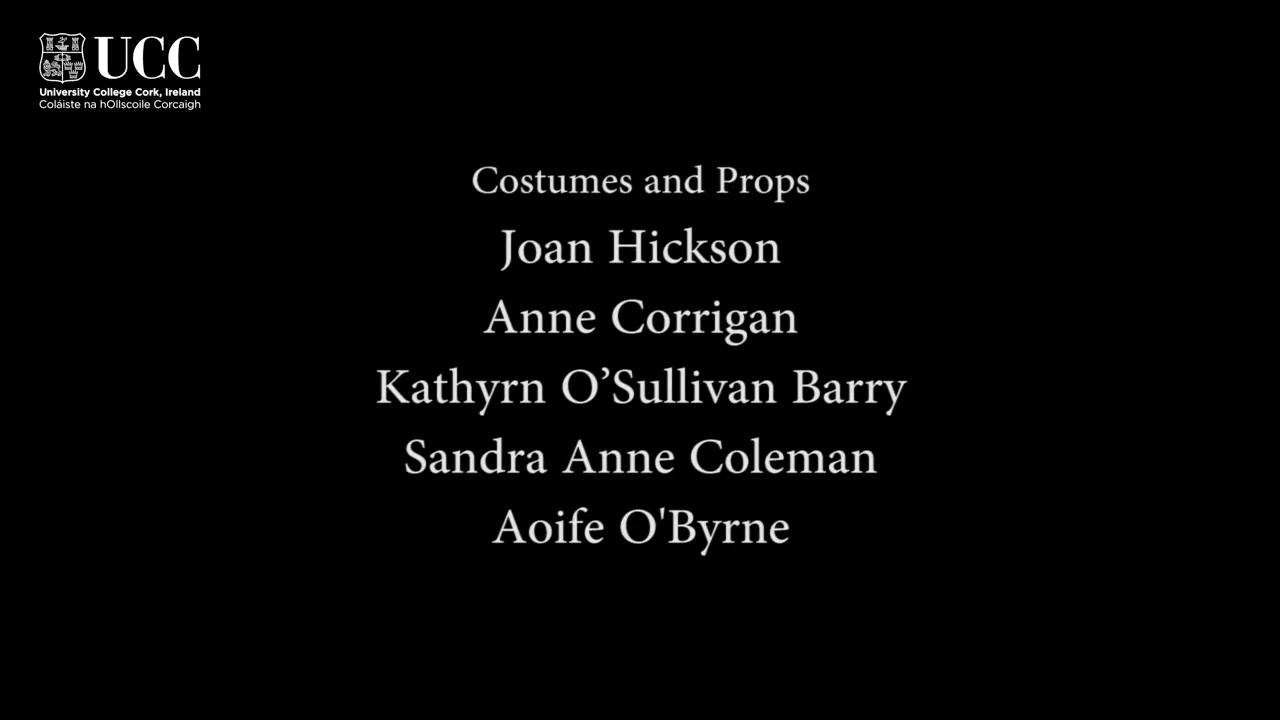 UCC
University College Cork, Ireland
Coláiste na hOllscoile Corcaigh
Costumes and Props
Joan Hickson
Anne Corrigan
Kathyrn O’Sullivan Barry
Sandra Anne Coleman
Aoife O'Byrne